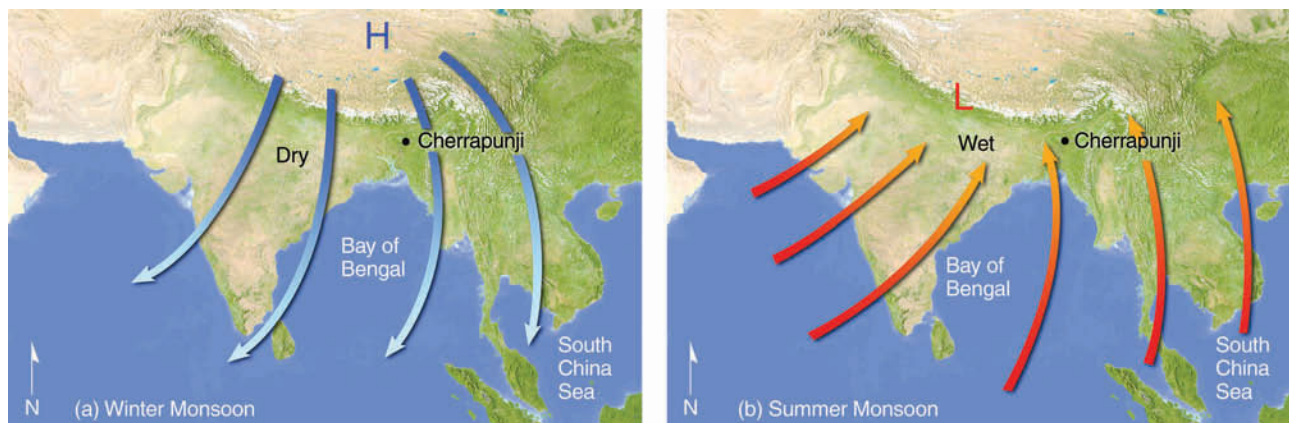 H
Cherrapunji
Dry
Bay of
Bengal
South
China
Sea
N
(a) Winter Monsoon
L
Wet
Cherrapunji
Bay of
Bengal
South
China
Sea
N
(b) Summer Monsoon